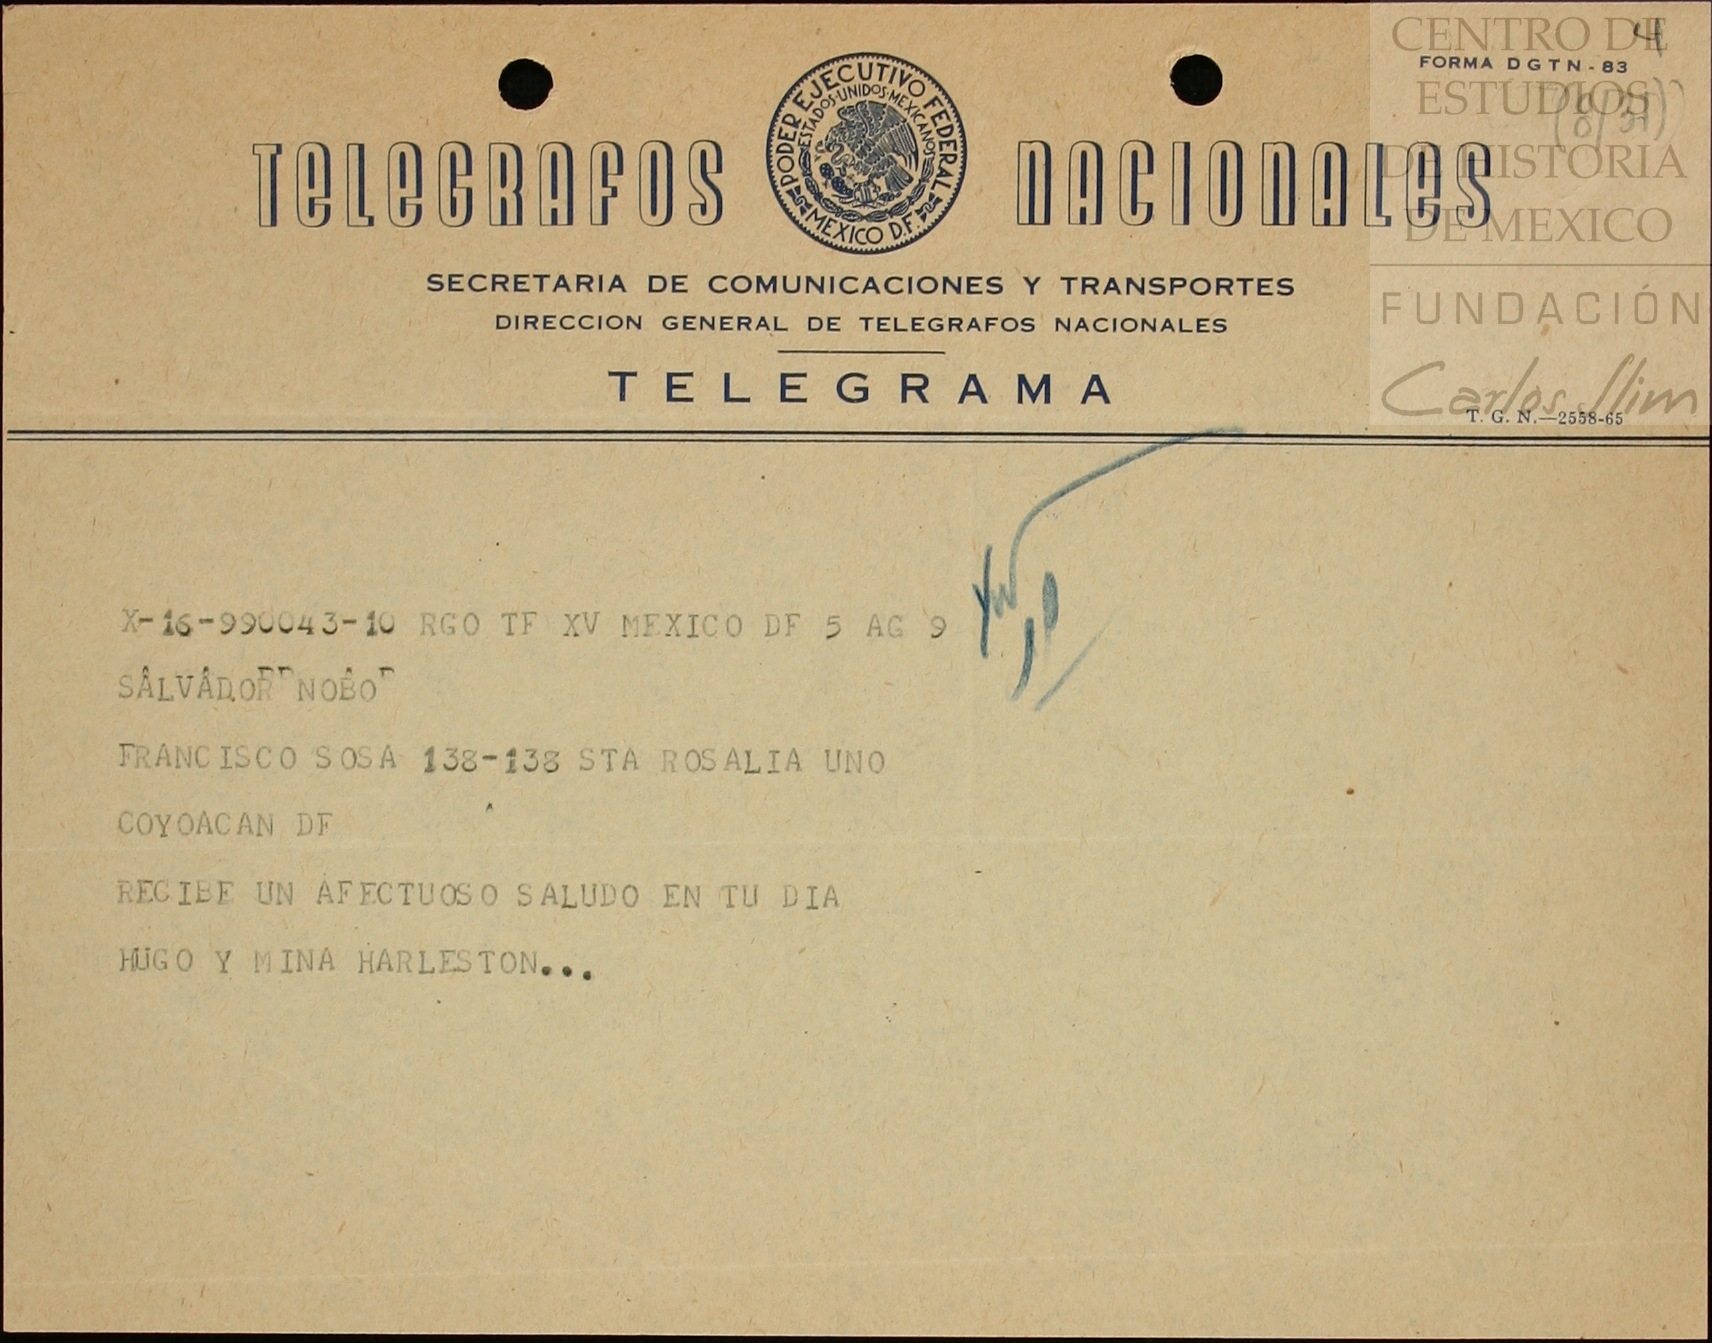 4
CENTRO DE
FORMA D G T N - 83
ESTUDIOS
(8/31)
DE HISTORIA
DE MEXICO
FUNDACIÓN
Carlos Slim
PODER EJECUTIVO FEDERAL
ESTADOS·UNIDOS·MEXICANOS
MEXICO D.F.
TELEGRAFOS NACIONALES
SECRETARIA DE COMUNICACIONES Y TRANSPORTES
DIRECCION GENERAL DE TELEGRAFOS NACIONALES
TELEGRAMA
T. G. N.—2558-65
X-16-990043-10 RGO TF XV MEXICO DF 5 AG 9
SALVADOR NOBO
FRANCISCO SOSA 138-138 STA ROSALIA UNO
COYOACAN DF
RECIBE UN AFECTUOSO SALUDO EN TU DIA
HUGO Y MINA HARLESTON...